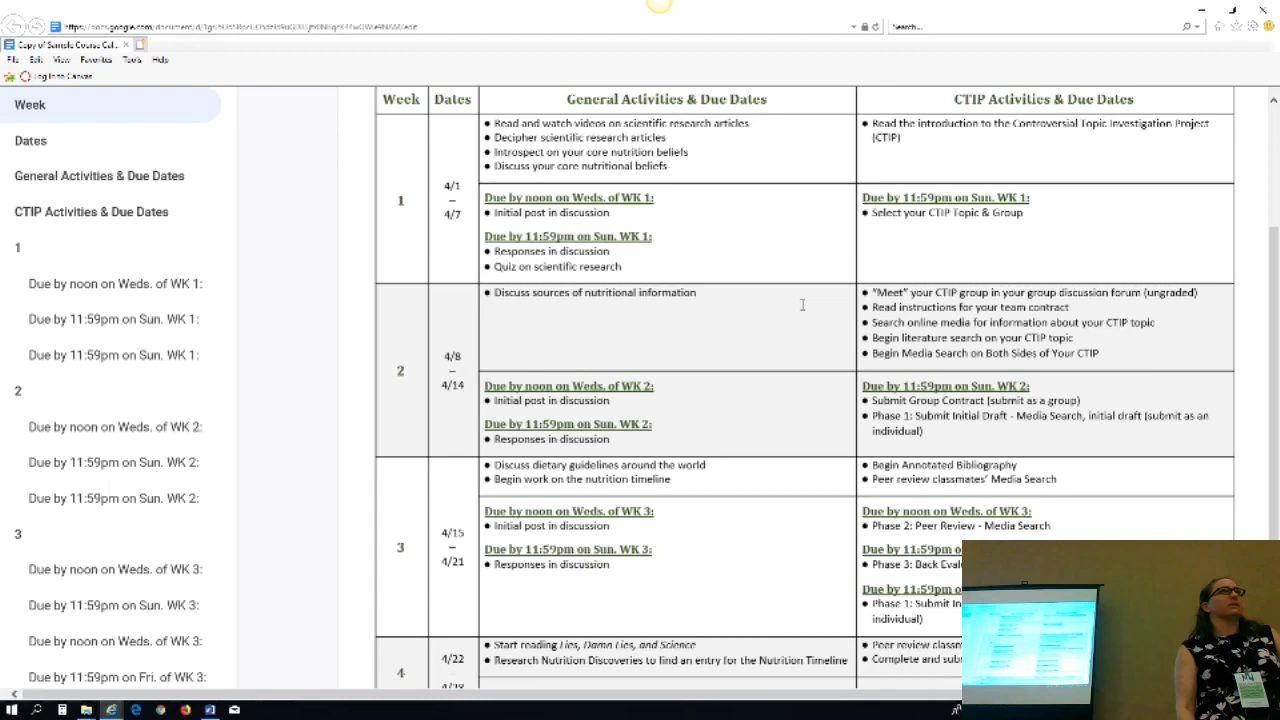 Search...
Copy of Sample Course Cal...
File Edit View Favorites Tools Help
Log In to Canvas
Week
Dates
General Activities & Due Dates
CTIP Activities & Due Dates
1
Due by noon on Weds. of WK 1:
Due by 11:59pm on Sun. WK 1:
Due by 11:59pm on Sun. WK 1:
2
Due by noon on Weds. of WK 2:
Due by 11:59pm on Sun. WK 2:
Due by 11:59pm on Sun. WK 2:
3
Due by noon on Weds. of WK 3:
Due by 11:59pm on Sun. WK 3:
Due by noon on Weds. of WK 3:
Due by 11:59pm on Fri. of WK 3:
Week Dates General Activities & Due Dates CTIP Activities & Due Dates
1
4/1
–
4/7
● Read and watch videos on scientific research articles
● Decipher scientific research articles
● Introspect on your core nutrition beliefs
● Discuss your core nutritional beliefs
● Read the introduction to the Controversial Topic Investigation Project
(CTIP)
Due by noon on Weds. of WK 1:
● Initial post in discussion
Due by 11:59pm on Sun. WK 1:
● Responses in discussion
● Quiz on scientific research
Due by 11:59pm on Sun. WK 1:
● Select your CTIP Topic & Group
2
4/8
–
4/14
● Discuss sources of nutritional information
● "Meet" your CTIP group in your group discussion forum (ungraded)
● Read instructions for your team contract
● Search online media for information about your CTIP topic
● Begin literature search on your CTIP topic
● Begin Media Search on Both Sides of Your CTIP
Due by noon on Weds. of WK 2:
● Initial post in discussion
Due by 11:59pm on Sun. WK 2:
● Responses in discussion
Due by 11:59pm on Sun. WK 2:
● Submit Group Contract (submit as a group)
● Phase 1: Submit Initial Draft - Media Search, initial draft (submit as an
individual)
3
4/15
–
4/21
● Discuss dietary guidelines around the world
● Begin work on the nutrition timeline
● Begin Annotated Bibliography
● Peer review classmates' Media Search
Due by noon on Weds. of WK 3:
● Initial post in discussion
Due by 11:59pm on Sun. WK 3:
● Responses in discussion
Due by noon on Weds. of WK 3:
● Phase 2: Peer Review - Media Search
Due by 11:59pm
● Phase 3: Back
Due by 11:59pm
● Phase 1: Submit
individual)
4
4/22
● Start reading Lies, Damn Lies, and Science
● Research Nutrition Discoveries to find an entry for the Nutrition Timeline
● Peer review
● Complete and